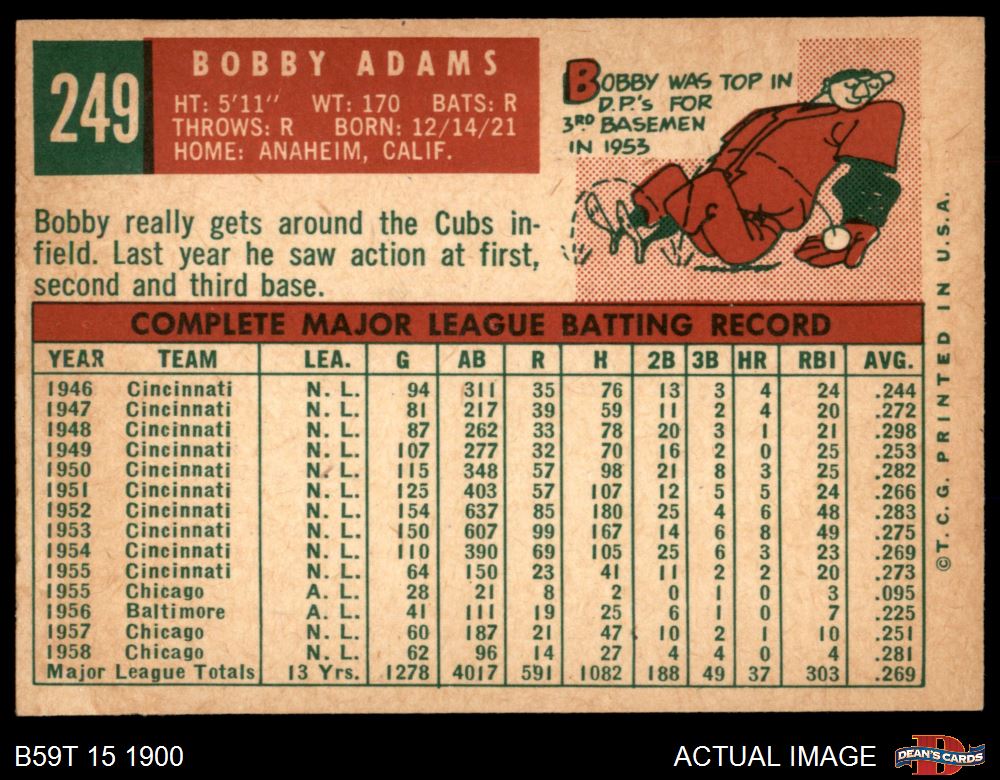 249
BOBBY ADAMS
HT: 5'11" WT: 170 BATS: R
THROWS: R BORN: 12/14/21
HOME: ANAHEIM, CALIF.
BOBBY WAS TOP IN
D.P.'s FOR
3RD BASEMEN
IN 1953
Bobby really gets around the Cubs in-
field. Last year he saw action at first,
second and third base.
COMPLETE MAJOR LEAGUE BATTING RECORD
YEAR TEAM LEA. G AB R H 2B 3B HR RBI AVG.
1946 Cincinnati N. L. 94 311 35 76 13 3 4 24 .244
1947 Cincinnati N. L. 81 217 39 59 11 2 4 20 .272
1948 Cincinnati N. L. 87 262 33 78 20 3 1 21 .298
1949 Cincinnati N. L. 107 277 32 70 16 2 0 25 .253
1950 Cincinnati N. L. 115 348 57 98 21 8 3 25 .282
1951 Cincinnati N. L. 125 403 57 107 12 5 5 24 .266
1952 Cincinnati N. L. 154 637 85 180 25 4 6 48 .283
1953 Cincinnati N. L. 150 607 99 167 14 6 8 49 .275
1954 Cincinnati N. L. 110 390 69 105 25 6 3 23 .269
1955 Cincinnati N. L. 64 150 23 41 11 2 2 20 .273
1955 Chicago A. L. 28 21 8 2 0 1 0 3 .095
1956 Baltimore A. L. 41 111 19 25 6 1 0 7 .225
1957 Chicago N. L. 60 187 21 47 10 2 1 10 .251
1958 Chicago N. L. 62 96 14 27 4 4 0 4 .281
Major League Totals 13 Yrs. 1278 4017 591 1082 188 49 37 303 .269
© T. C. G. PRINTED IN U. S. A.
B59T 15 1900
ACTUAL IMAGE
D
DEAN'S CARDS